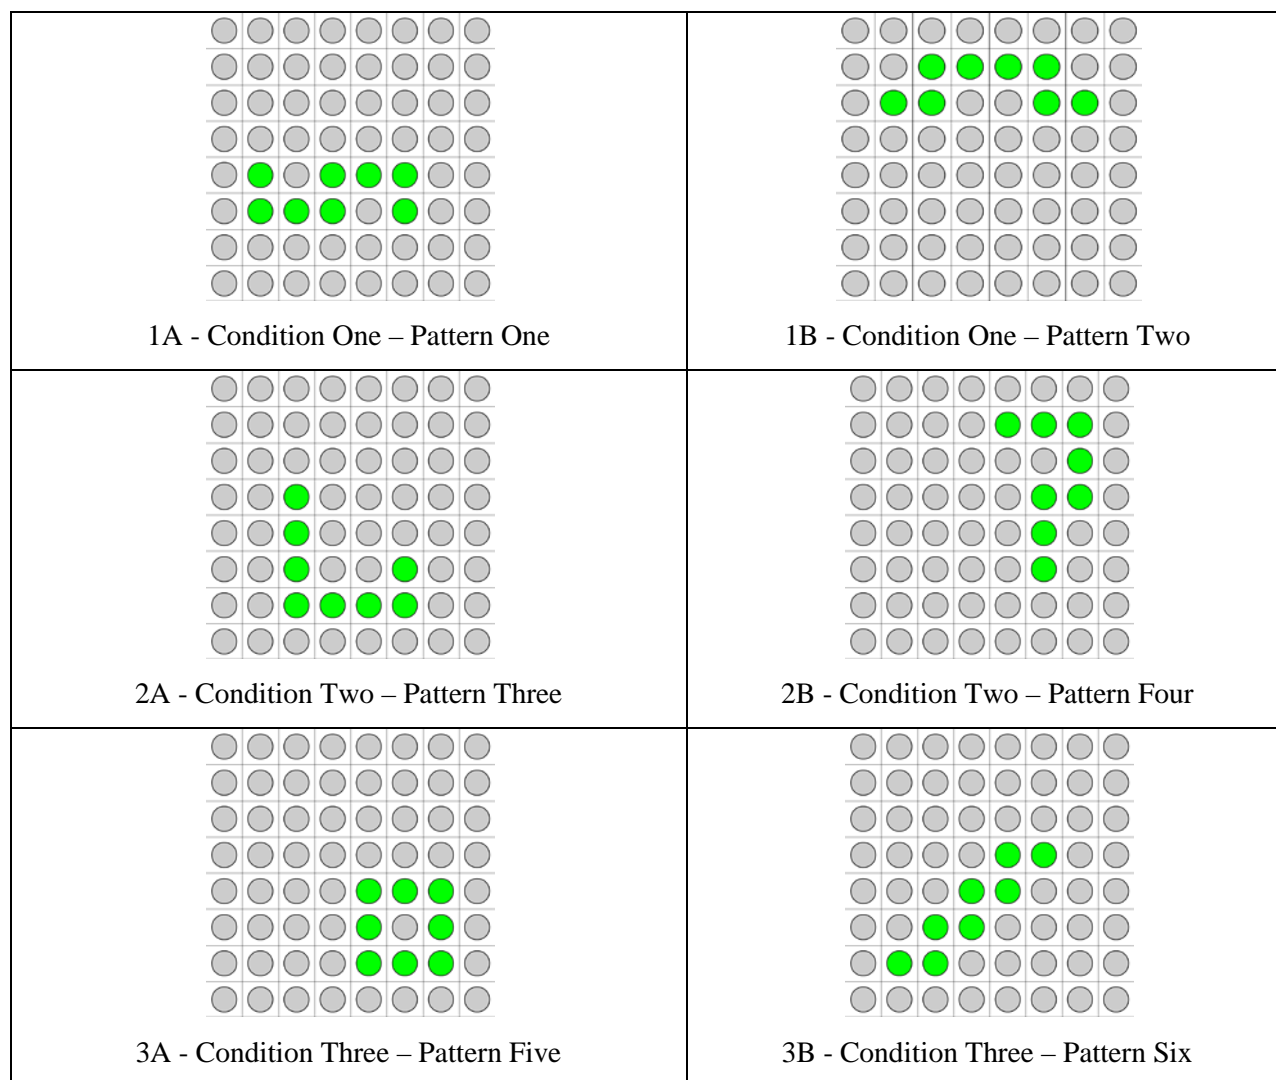 1A - Condition One – Pattern One
1B - Condition One – Pattern Two
2A - Condition Two – Pattern Three
2B - Condition Two – Pattern Four
3A - Condition Three – Pattern Five
3B - Condition Three – Pattern Six